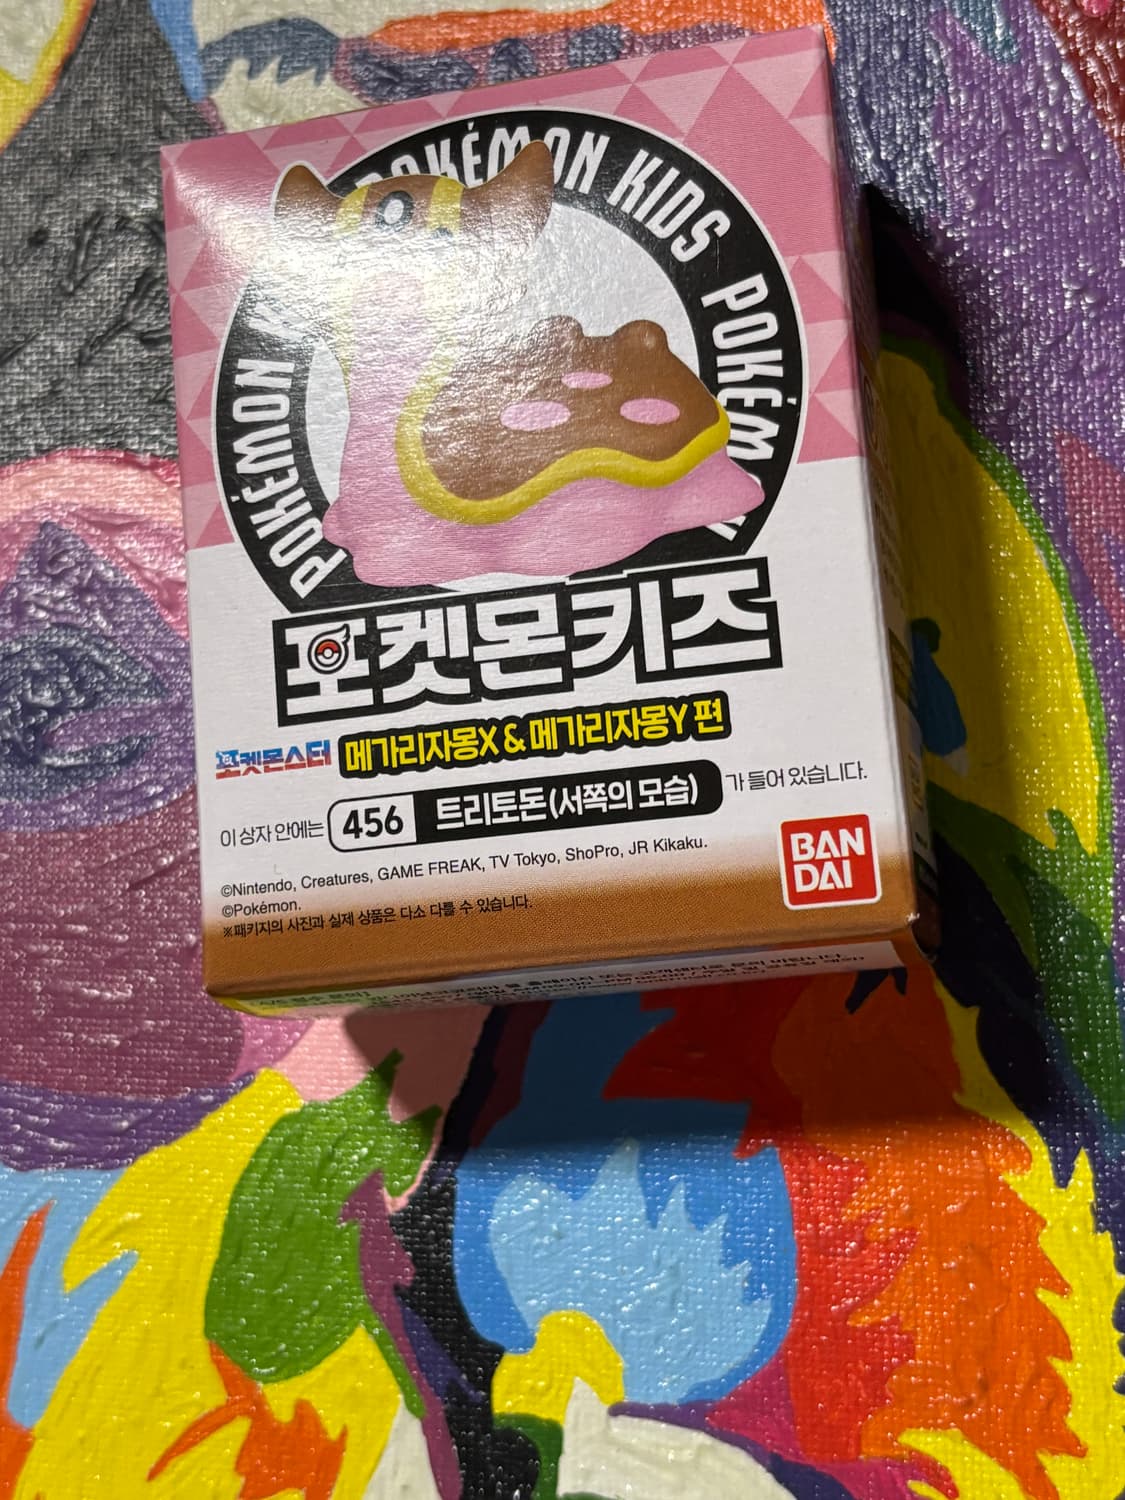 POKÉMON KIDS
POKÉMON
POKÉMON
포켓몬키즈
포켓몬스터 메가리자몽X & 메가리자몽Y 편
이 상자 안에는 456 트리토돈(서쪽의 모습) 가 들어 있습니다.
©Nintendo, Creatures, GAME FREAK, TV Tokyo, ShoPro, JR Kikaku.
©Pokémon.
※패키지의 사진과 실제 상품은 다소 다를 수 있습니다.
BAN
DAI